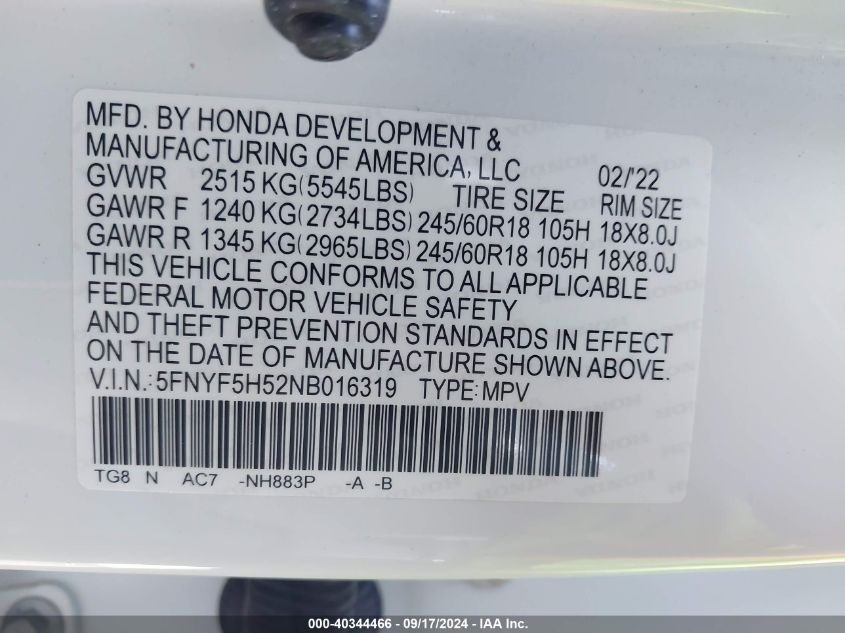 MFD. BY HONDA DEVELOPMENT &
MANUFACTURING OF AMERICA, LLC 02/'22
GVWR 2515 KG(5545LBS) TIRE SIZE RIM SIZE
GAWR F 1240 KG(2734LBS) 245/60R18 105H 18X8.0J
GAWR R 1345 KG(2965LBS) 245/60R18 105H 18X8.0J
THIS VEHICLE CONFORMS TO ALL APPLICABLE
FEDERAL MOTOR VEHICLE SAFETY
AND THEFT PREVENTION STANDARDS IN EFFECT
ON THE DATE OF MANUFACTURE SHOWN ABOVE.
V.I.N.:5FNYF5H52NB016319 TYPE:MPV
TG8 N AC7 -NH883P -A -B
000-40344466 - 09/17/2024 - IAA Inc.